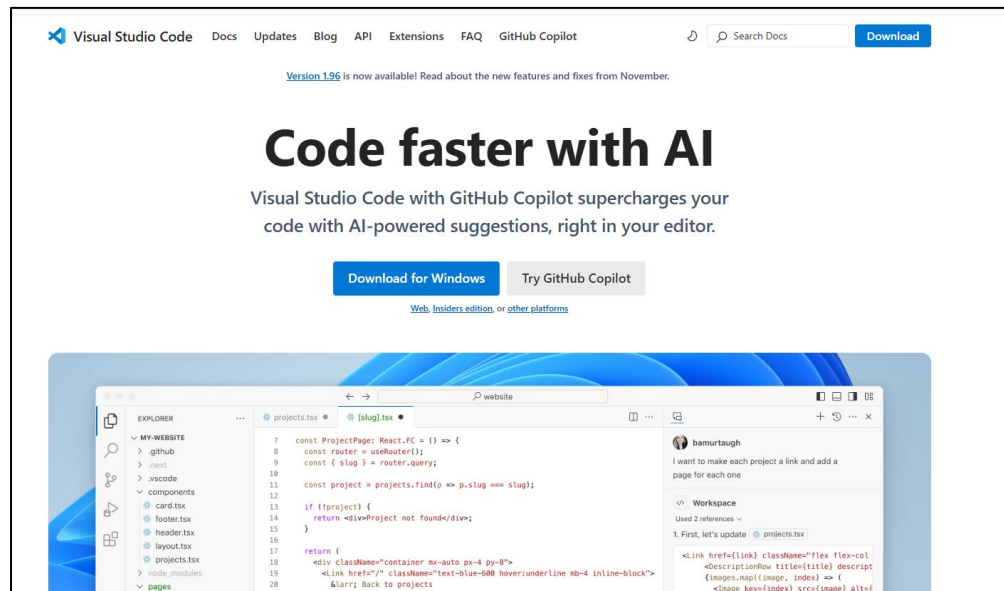 Visual Studio Code Docs Updates Blog API Extensions FAQ GitHub Copilot Search Docs Download
Version 1.96 is now available! Read about the new features and fixes from November.
Code faster with AI
Visual Studio Code with GitHub Copilot supercharges your
code with AI-powered suggestions, right in your editor.
Download for Windows Try GitHub Copilot
Web, Insiders edition, or other platforms
website
EXPLORER
MY-WEBSITE
.github
.next
.vscode
components
card.tsx
footer.tsx
header.tsx
layout.tsx
projects.tsx
node_modules
pages
projects.tsx [slug].tsx
7 const ProjectPage: React.FC = () => {
8 const router = useRouter();
9 const { slug } = router.query;
10
11 const project = projects.find(p => p.slug === slug);
12
13 if (!project) {
14 return <div>Project not found</div>;
15 }
16
17 return (
18 <div className="container mx-auto px-4 py-8">
19 <Link href="/" className="text-blue-600 hover:underline mb-4 inline-block">
20 &larr; Back to projects
bamurtaugh
I want to make each project a link and add a
page for each one
Workspace
Used 2 references
1. First, let's update projects.tsx
<Link href={link} className="flex flex-col
<DescriptionRow title={title} descript
{images.map((image, index) => (
<Image key={index} src={image} alt={